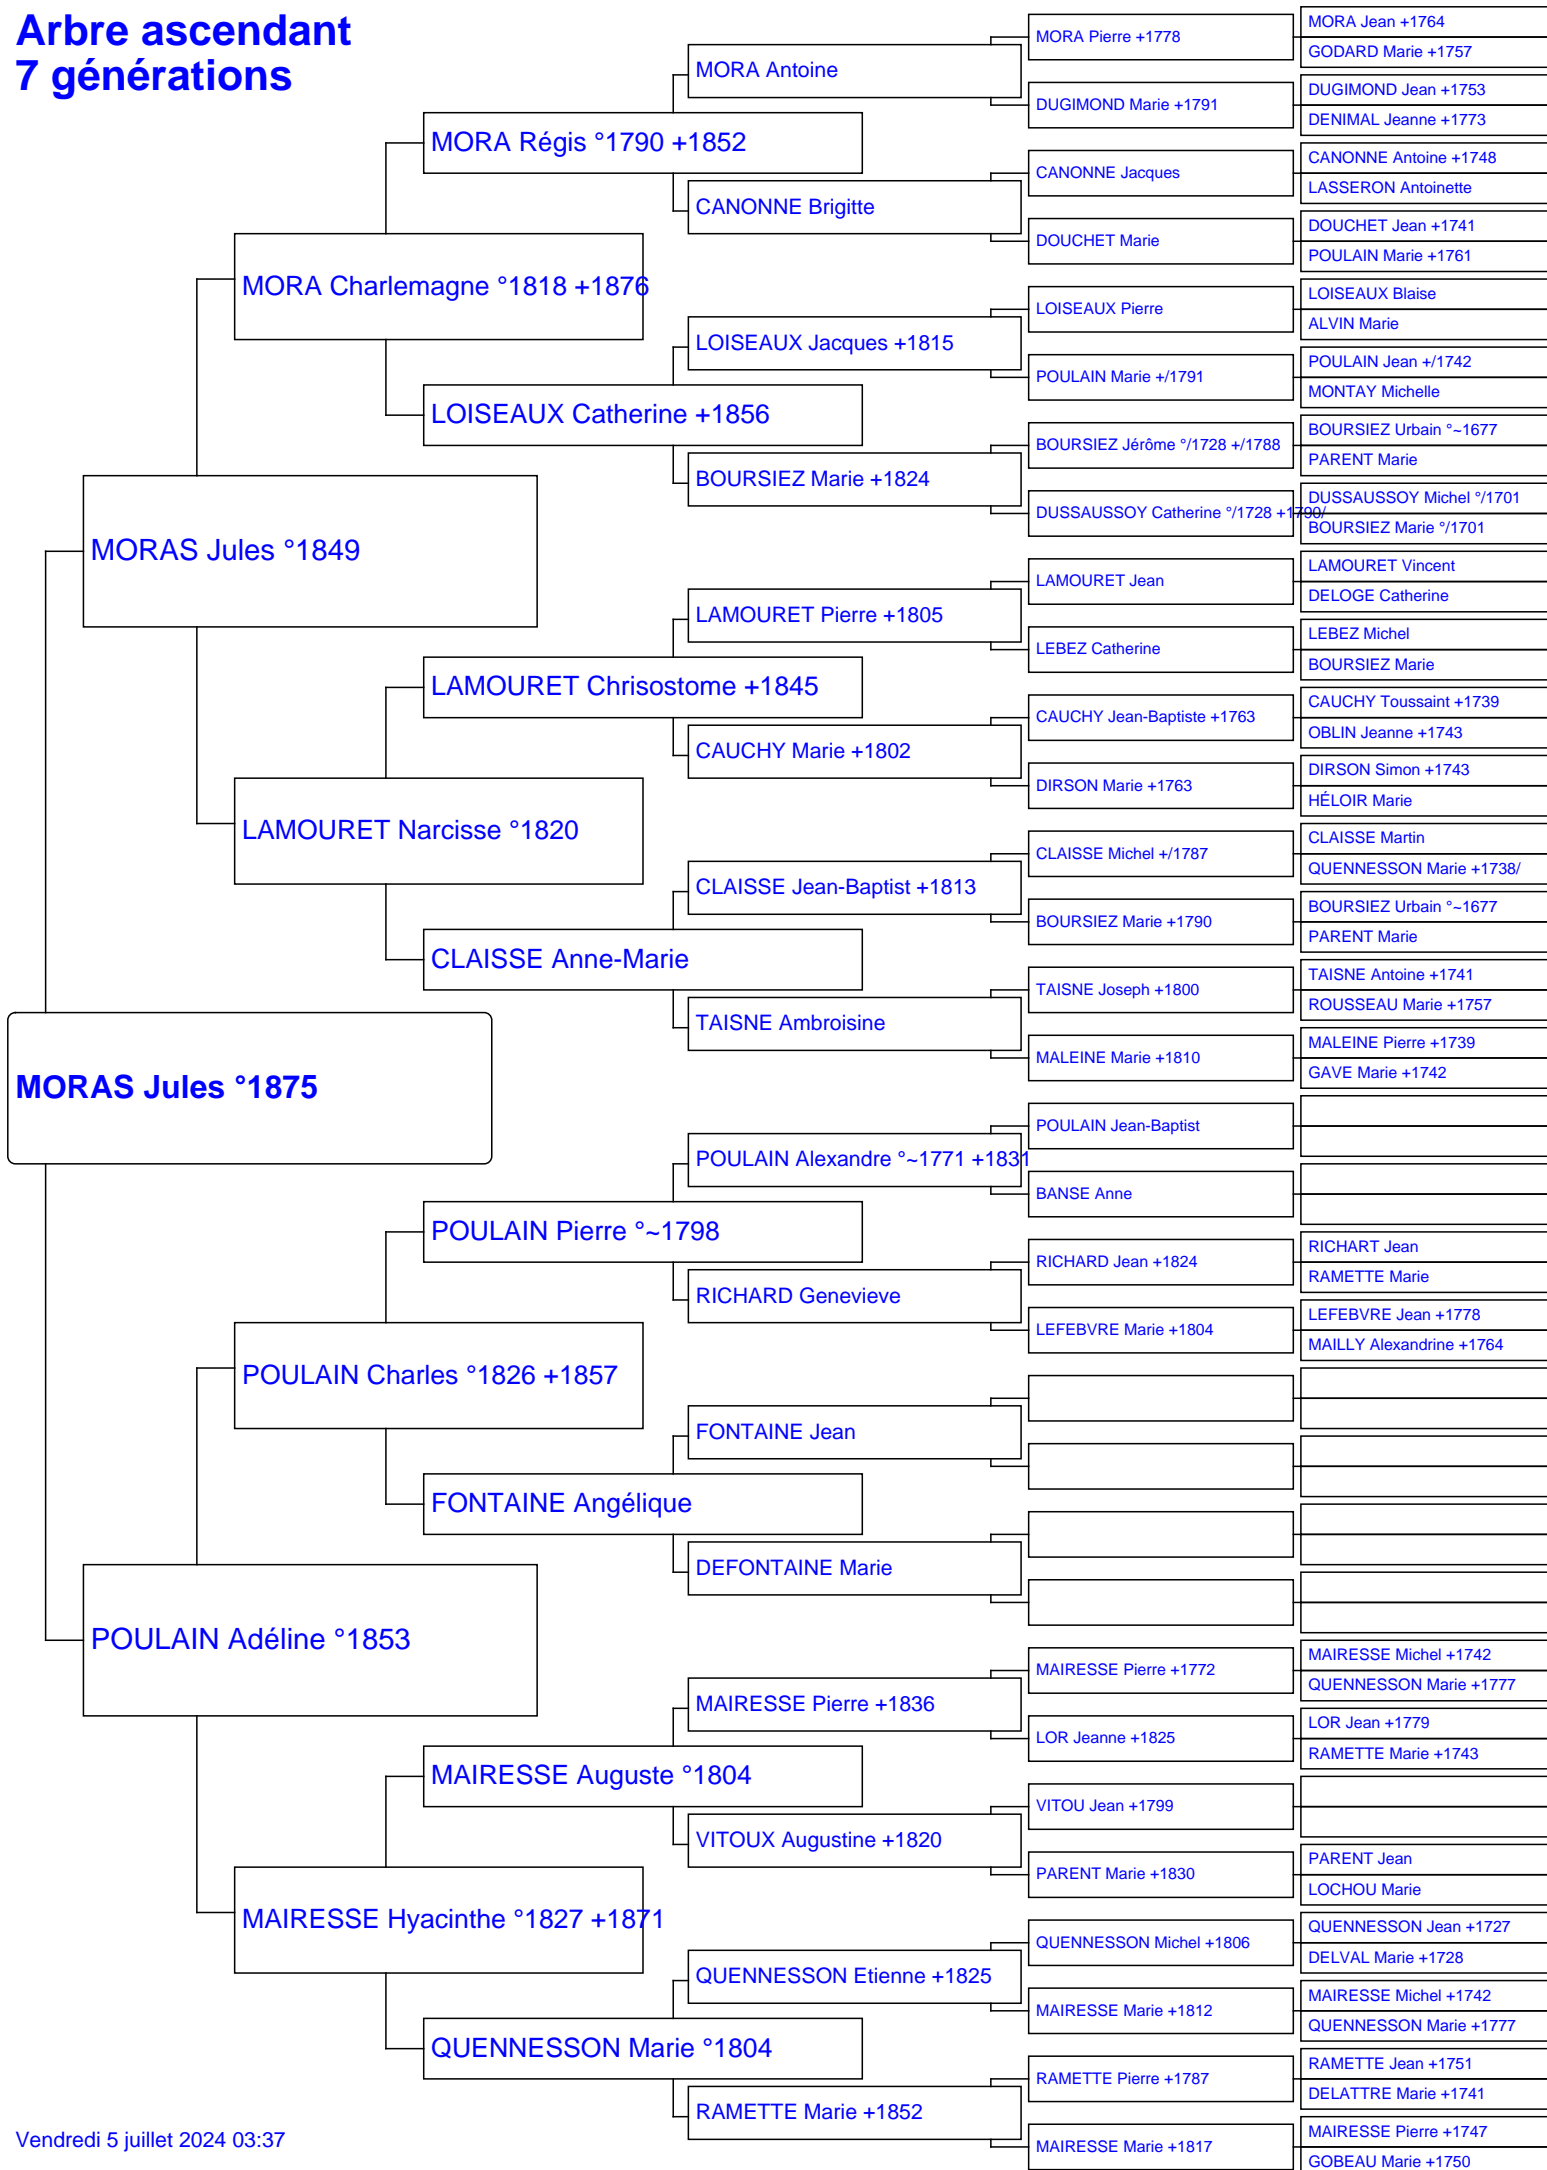 Arbre ascendant
7 générations
MORAS Jules °1875
MORAS Jules °1849
POULAIN Adéline °1853
MORA Charlemagne °1818 +1876
LAMOURET Narcisse °1820
POULAIN Charles °1826 +1857
MAIRESSE Hyacinthe °1827 +1871
MORA Régis °1790 +1852
LOISEAUX Catherine +1856
LAMOURET Chrisostome +1845
CLAISSE Anne-Marie
POULAIN Pierre °~1798
FONTAINE Angélique
MAIRESSE Auguste °1804
QUENNESSON Marie °1804
MORA Antoine
CANONNE Brigitte
LOISEAUX Jacques +1815
BOURSIEZ Marie +1824
LAMOURET Pierre +1805
CAUCHY Marie +1802
CLAISSE Jean-Baptist +1813
TAISNE Ambroisine
POULAIN Alexandre °~1771 +1831
RICHARD Genevieve
FONTAINE Jean
DEFONTAINE Marie
MAIRESSE Pierre +1836
VITOUX Augustine +1820
QUENNESSON Etienne +1825
RAMETTE Marie +1852
MORA Pierre +1778
DUGIMOND Marie +1791
CANONNE Jacques
DOUCHET Marie
LOISEAUX Pierre
POULAIN Marie +/1791
BOURSIEZ Jérôme °/1728 +/1788
DUSSAUSSOY Catherine °/1728 +1790/
LAMOURET Jean
LEBEZ Catherine
CAUCHY Jean-Baptiste +1763
DIRSON Marie +1763
CLAISSE Michel +/1787
BOURSIEZ Marie +1790
TAISNE Joseph +1800
MALEINE Marie +1810
POULAIN Jean-Baptist
BANSE Anne
RICHARD Jean +1824
LEFEBVRE Marie +1804
MAIRESSE Pierre +1772
LOR Jeanne +1825
VITOU Jean +1799
PARENT Marie +1830
QUENNESSON Michel +1806
MAIRESSE Marie +1812
RAMETTE Pierre +1787
MAIRESSE Marie +1817
MORA Jean +1764
GODARD Marie +1757
DUGIMOND Jean +1753
DENIMAL Jeanne +1773
CANONNE Antoine +1748
LASSERON Antoinette
DOUCHET Jean +1741
POULAIN Marie +1761
LOISEAUX Blaise
ALVIN Marie
POULAIN Jean +/1742
MONTAY Michelle
BOURSIEZ Urbain °~1677
PARENT Marie
DUSSAUSSOY Michel °/1701
BOURSIEZ Marie °/1701
LAMOURET Vincent
DELOGE Catherine
LEBEZ Michel
BOURSIEZ Marie
CAUCHY Toussaint +1739
OBLIN Jeanne +1743
DIRSON Simon +1743
HÉLOIR Marie
CLAISSE Martin
QUENNESSON Marie +1738/
BOURSIEZ Urbain °~1677
PARENT Marie
TAISNE Antoine +1741
ROUSSEAU Marie +1757
MALEINE Pierre +1739
GAVE Marie +1742
RICHART Jean
RAMETTE Marie
LEFEBVRE Jean +1778
MAILLY Alexandrine +1764
MAIRESSE Michel +1742
QUENNESSON Marie +1777
LOR Jean +1779
RAMETTE Marie +1743
PARENT Jean
LOCHOU Marie
QUENNESSON Jean +1727
DELVAL Marie +1728
MAIRESSE Michel +1742
QUENNESSON Marie +1777
RAMETTE Jean +1751
DELATTRE Marie +1741
MAIRESSE Pierre +1747
GOBEAU Marie +1750
Vendredi 5 juillet 2024 03:37